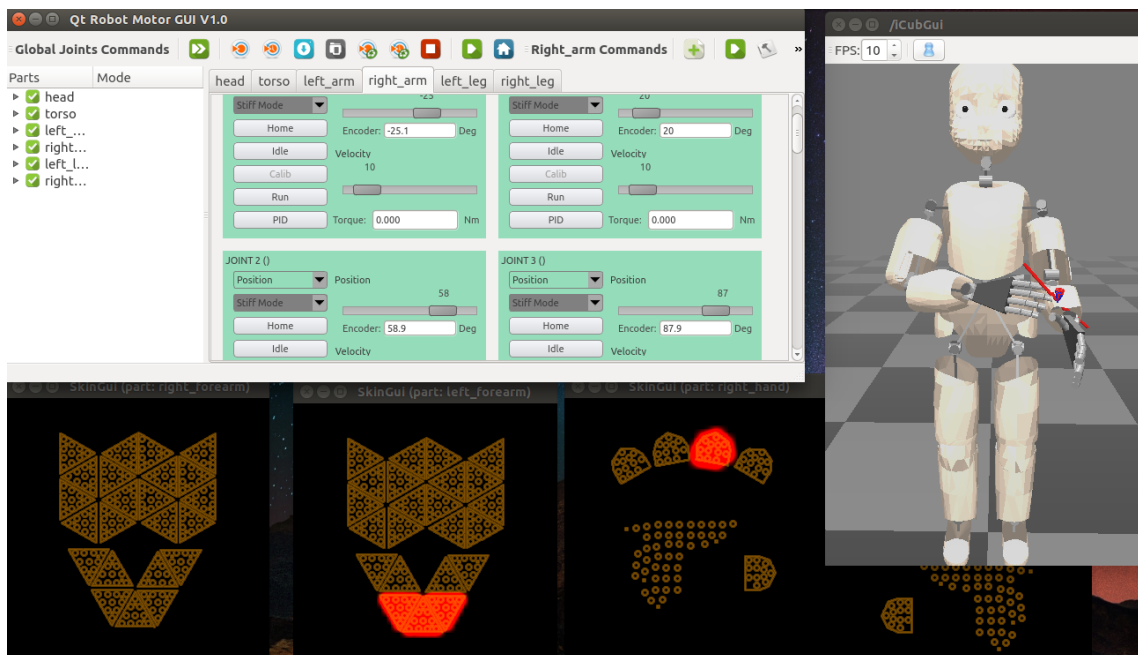 Qt Robot Motor GUI V1.0
/iCubGui
Global Joints Commands
Right_arm Commands
»
FPS: 10
Parts Mode
head torso left_arm right_arm left_leg right_leg
head
torso
left_...
right...
left_l...
right...
-25
Stiff Mode
Home
Encoder: -25.1 Deg
Idle
Velocity
Calib
10
Run
PID
Torque: 0.000 Nm
20
Stiff Mode
Home
Encoder: 20 Deg
Idle
Velocity
Calib
10
Run
PID
Torque: 0.000 Nm
JOINT 2 ()
Position
Position
58
Stiff Mode
Home
Encoder: 58.9 Deg
Idle
Velocity
JOINT 3 ()
Position
Position
87
Stiff Mode
Home
Encoder: 87.9 Deg
Idle
Velocity
SkinGui (part: right_forearm)
SkinGui (part: left_forearm)
SkinGui (part: right_hand)